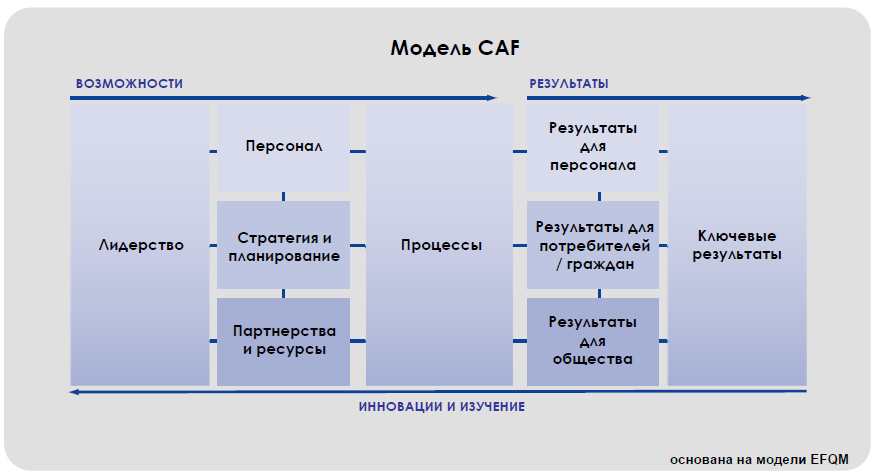 Модель CAF
ВОЗМОЖНОСТИ
РЕЗУЛЬТАТЫ
Лидерство
Персонал
Стратегия и
планирование
Партнерства
и ресурсы
Процессы
Результаты
для
персонала
Результаты для
потребителей
/ граждан
Результаты
для
общества
Ключевые
результаты
ИННОВАЦИИ И ИЗУЧЕНИЕ
основана на модели EFQM